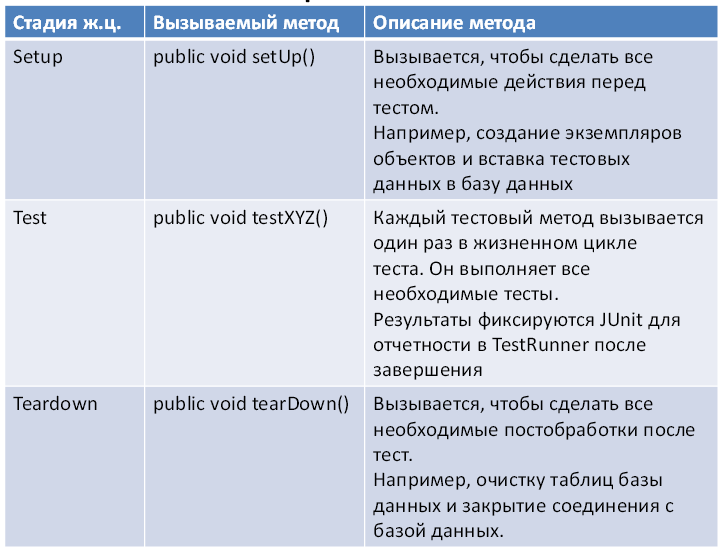 Стадия ж.ц. Вызываемый метод Описание метода
Setup public void setUp() Вызывается, чтобы сделать все
необходимые действия перед
тестом.
Например, создание экземпляров
объектов и вставка тестовых
данных в базу данных
Test public void testXYZ() Каждый тестовый метод вызывается
один раз в жизненном цикле
теста. Он выполняет все
необходимые тесты.
Результаты фиксируются JUnit для
отчетности в TestRunner после
завершения
Teardown public void tearDown() Вызывается, чтобы сделать все
необходимые постобработки после
тест.
Например, очистку таблиц базы
данных и закрытие соединения с
базой данных.